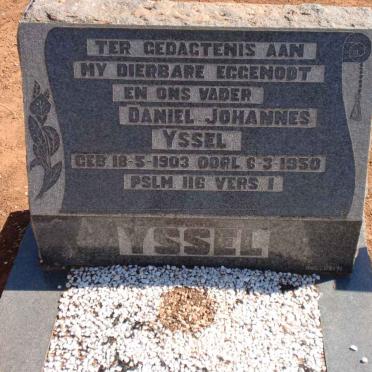 TER GEDAGTENIS AAN
MY DIERBARE EGGENOOT
EN ONS VADER
DANIEL JOHANNES
YSSEL
GEB 18-5-1903 OORL 6-3-1950
PSLM 116 VERS 1
YSSEL